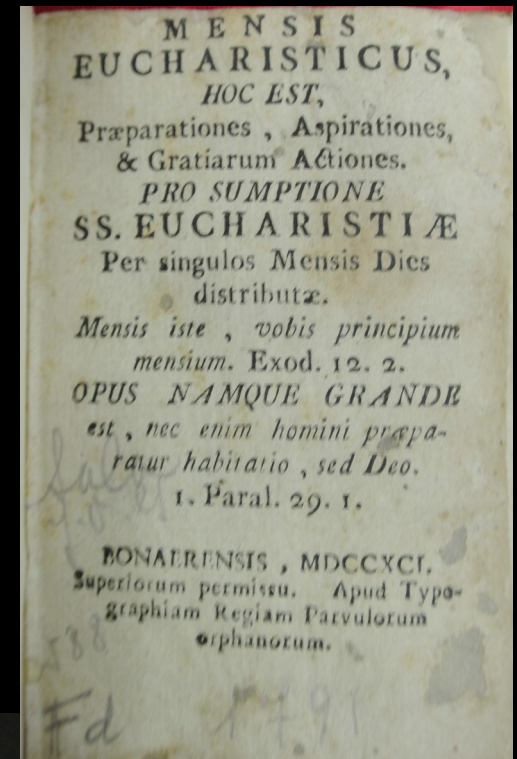 MENSIS
EUCHARISTICUS,
HOC EST,
Præparationes , Aspirationes,
& Gratiarum Actiones.
PRO SUMPTIONE
SS. EUCHARISTIÆ
Per singulos Mensis Dies
distributæ.
Mensis iste , vobis principium
mensium. Exod. 12. 2.
OPUS NAMQUE GRANDE
est , nec enim homini præpa-
ratur habitatio , sed Deo.
1. Paral. 29. 1.
BONAERENSIS , MDCCXCI.
Superiorum permissu. Apud Typo-
graphiam Regiam Parvulorum
orphanorum.
Fd 1791